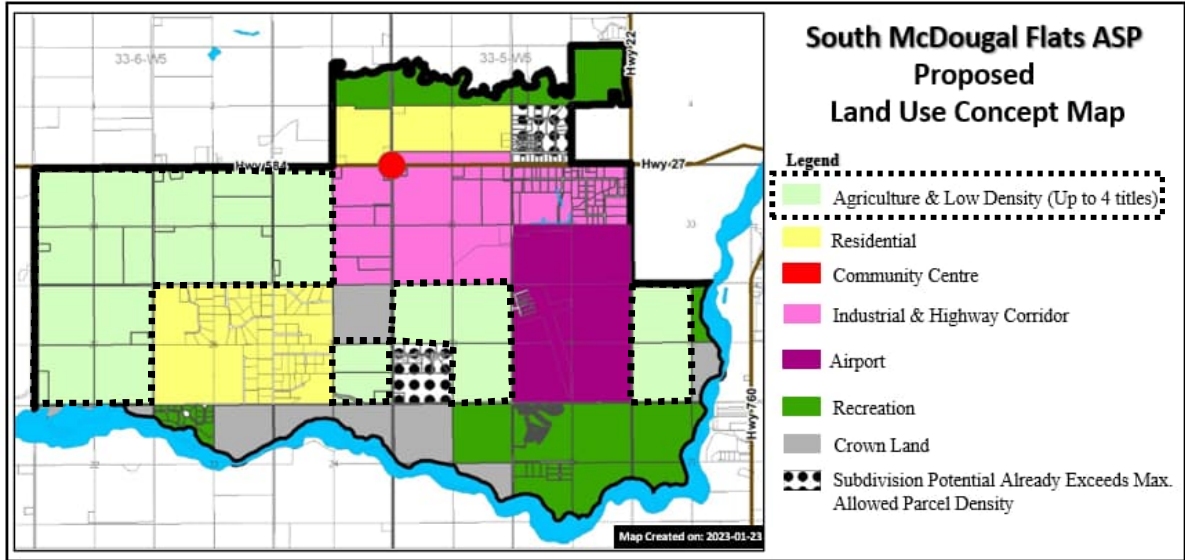 South McDougal Flats ASP
Proposed
Land Use Concept Map
Legend
Agriculture & Low Density (Up to 4 titles)
Residential
Community Centre
Industrial & Highway Corridor
Airport
Recreation
Crown Land
Subdivision Potential Already Exceeds Max.
Allowed Parcel Density
33-6-W5
33-5-W5
Hwy-22
Hwy-584
Hwy-27
Hwy-760
Map Created on: 2023-01-23